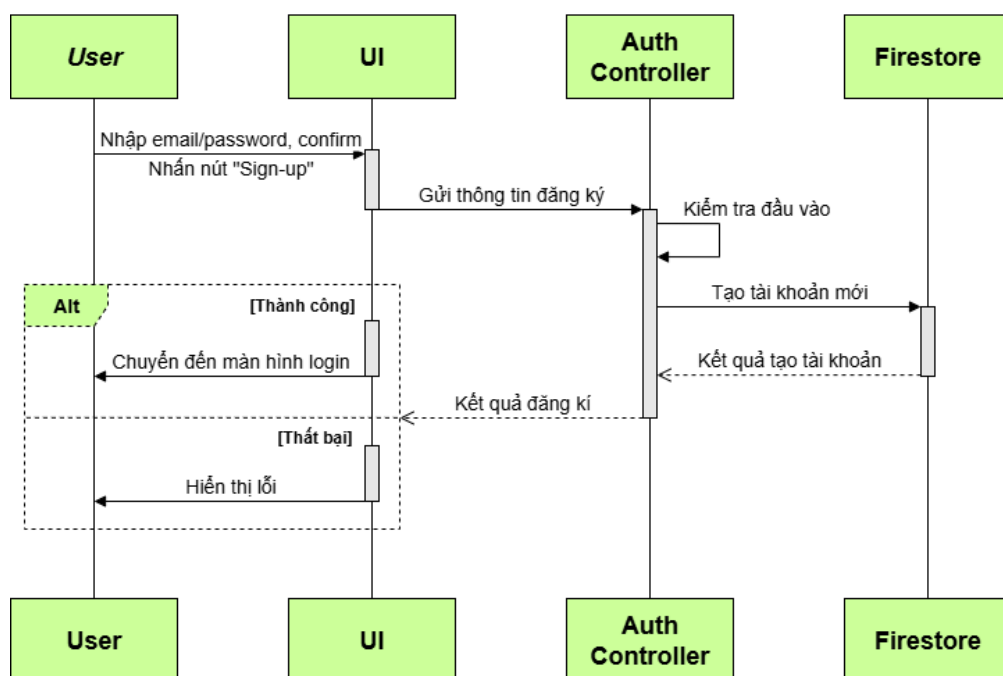 User
UI
Auth
Controller
Firestore
Nhập email/password, confirm
Nhấn nút "Sign-up"
Gửi thông tin đăng ký
Kiểm tra đầu vào
Alt
[Thành công]
Tạo tài khoản mới
Chuyển đến màn hình login
Kết quả tạo tài khoản
Kết quả đăng kí
[Thất bại]
Hiển thị lỗi
User
UI
Auth
Controller
Firestore